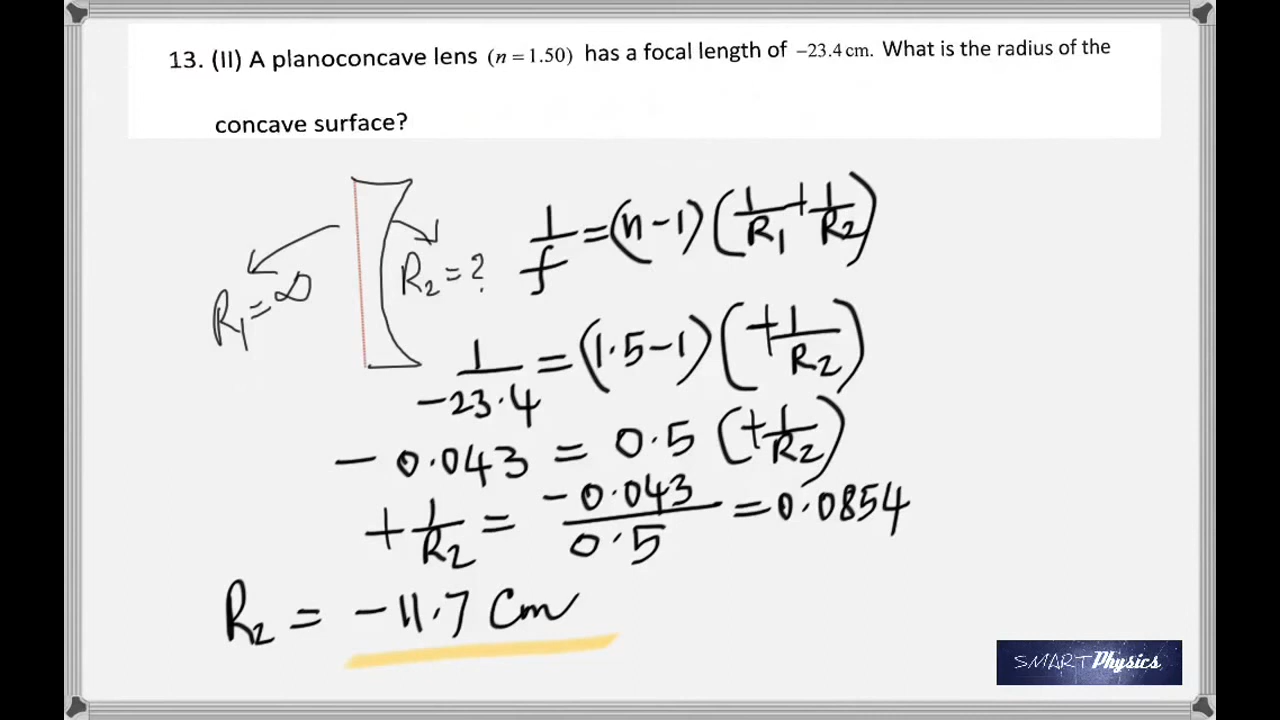 13. (II) A planoconcave lens (n = 1.50) has a focal length of −23.4 cm. What is the radius of the
concave surface?
R₁ = ∞
R₂ = ?
1/f = (n − 1) (1/R₁ + 1/R₂)
1/−23.4 = (1.5 − 1) (+1/R₂)
− 0.043 = 0.5 (+1/R₂)
+1/R₂ = −0.043/0.5 = 0.0854
R₂ = −11.7 Cm
SMART Physics